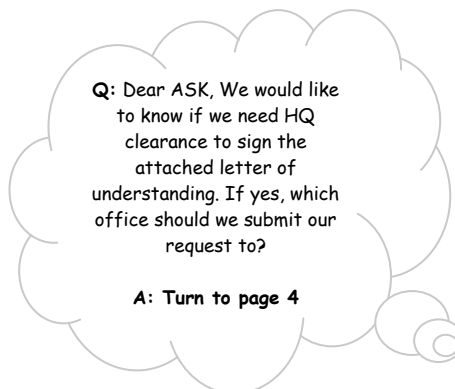 Q: Dear ASK, We would like
to know if we need HQ
clearance to sign the
attached letter of
understanding. If yes, which
office should we submit our
request to?
A: Turn to page 4